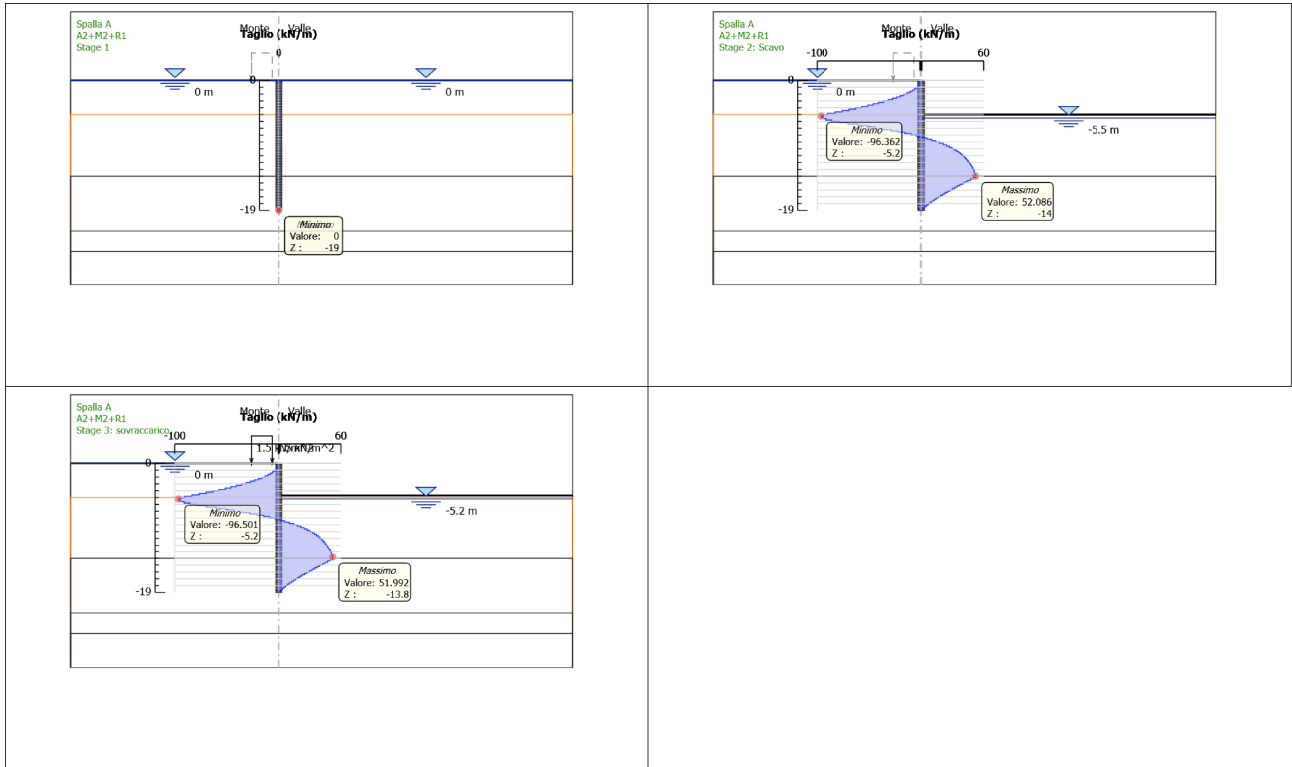 Spalla A
A2+M2+R1
Stage 1
Monte Valle
Taglio (kN/m)
0
0
0 m
0 m
-19
Minimo
Valore: 0
Z : -19
Spalla A
A2+M2+R1
Stage 2: Scavo
Monte Valle
Taglio (kN/m)
-100
60
0
0 m
-5.5 m
Minimo
Valore: -96.362
Z : -5.2
Massimo
Valore: 52.086
Z : -14
-19
Spalla A
A2+M2+R1
Stage 3: sovraccarico
Monte Valle
Taglio (kN/m)
-100
60
0
0 m
-5.2 m
Minimo
Valore: -96.501
Z : -5.2
Massimo
Valore: 51.992
Z : -13.8
-19